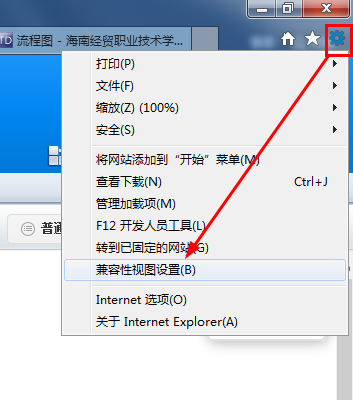 TD 流程图 - 海南经贸职业技术学...
打印(P)
文件(F)
缩放(Z) (100%)
安全(S)
将网站添加到“开始”菜单(M)
查看下载(N) Ctrl+J
管理加载项(M)
F12 开发人员工具(L)
转到已固定的网站(G)
兼容性视图设置(B)
Internet 选项(O)
关于 Internet Explorer(A)
普通